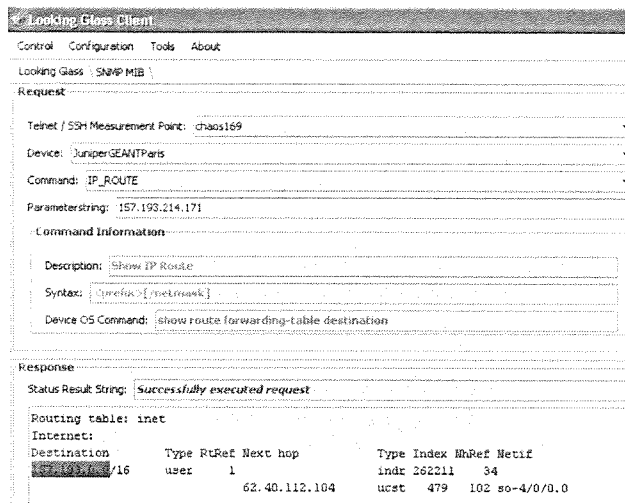 Looking Glass Client
Control Configuration Tools About
Looking Glass SNMP MIB
Request
Telnet / SSH Measurement Point: chaos169
Device: JuniperGEANTParis
Command: IP_ROUTE
Parameterstring: 157.193.214.171
Command Information
Description: Show IP Route
Syntax: <prefix>[/netmask]
Device OS Command: show route forwarding-table destination
Response
Status Result String: Successfully executed request
Routing table: inet
Internet:
Destination Type RtRef Next hop Type Index NhRef Netif
/16 user 1 indr 262211 34
62.40.112.104 ucst 479 102 so-4/0/0.0